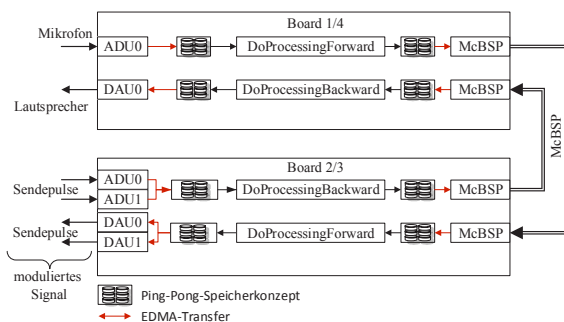 Board 1/4
Mikrofon
ADU0
DoProcessingForward
McBSP
DAU0
DoProcessingBackward
McBSP
Lautsprecher
McBSP
Board 2/3
Sendepulse
ADU0
ADU1
DoProcessingBackward
McBSP
Sendepulse
DAU0
DAU1
DoProcessingForward
McBSP
moduliertes
Signal
Ping-Pong-Speicherkonzept
EDMA-Transfer